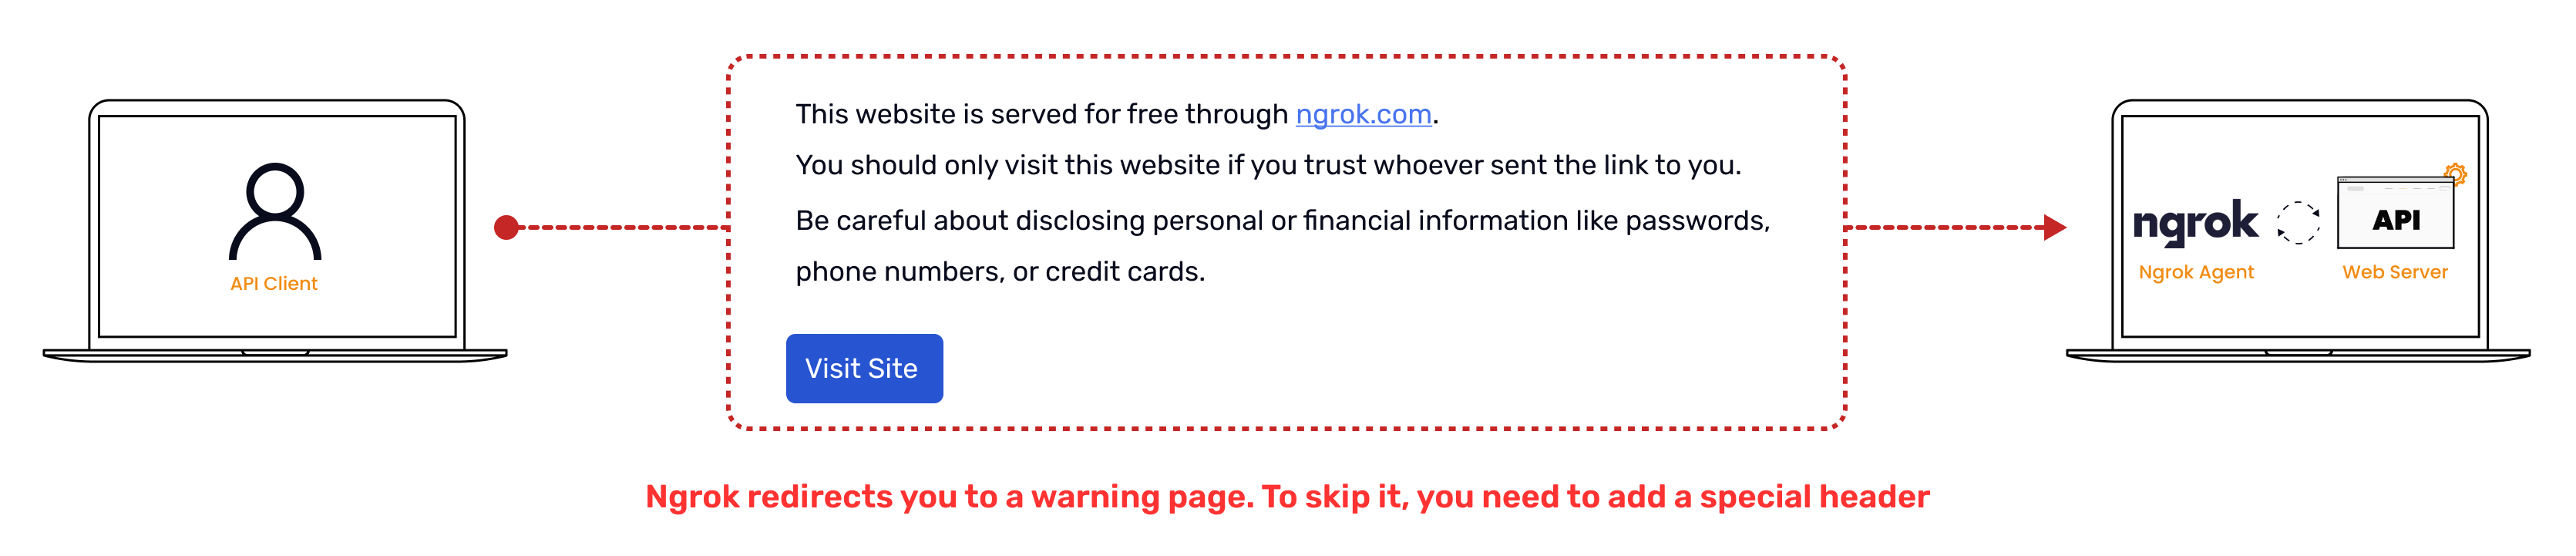 API Client
This website is served for free through ngrok.com.
You should only visit this website if you trust whoever sent the link to you.
Be careful about disclosing personal or financial information like passwords,
phone numbers, or credit cards.
Visit Site
ngrok
API
Ngrok Agent
Web Server
Ngrok redirects you to a warning page. To skip it, you need to add a special header